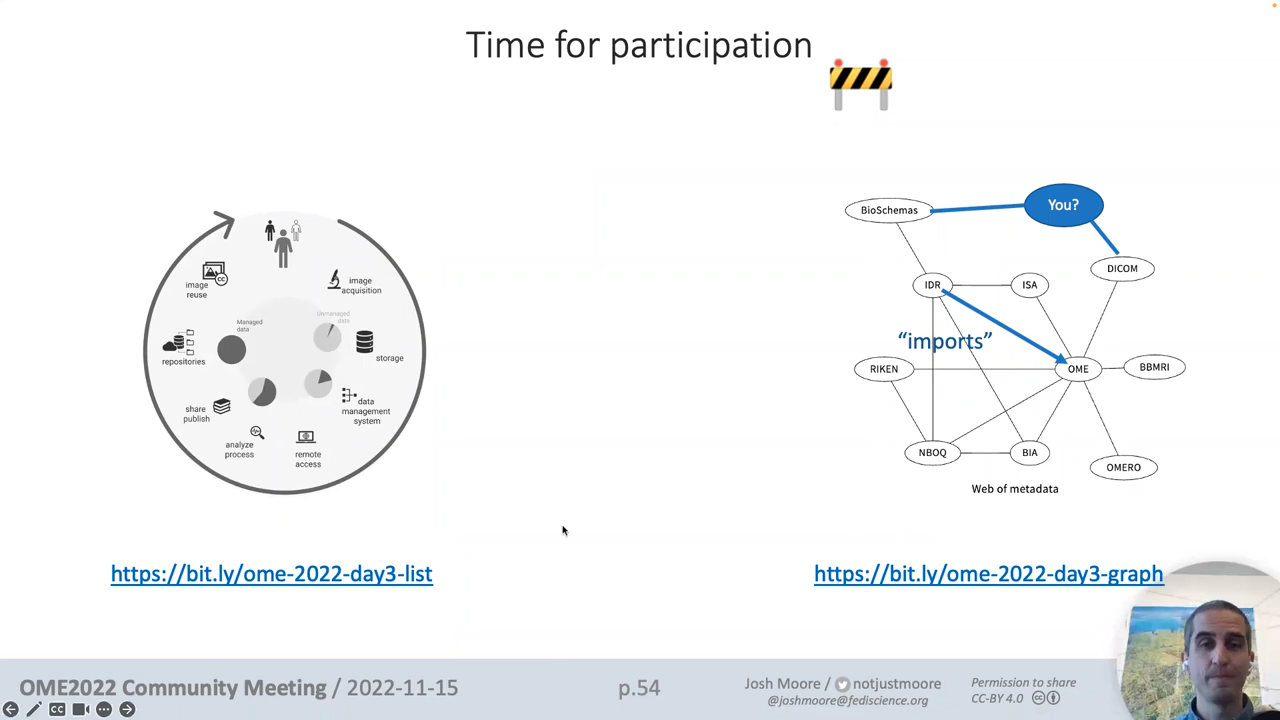 Time for participation
image
reuse
image
acquisition
Managed
data
Unmanaged
data
repositories
storage
share
publish
data
management
system
analyze
process
remote
access
https://bit.ly/ome-2022-day3-list
BioSchemas
You?
DICOM
IDR
ISA
“imports”
RIKEN
OME
BBMRI
NBOQ
BIA
OMERO
Web of metadata
https://bit.ly/ome-2022-day3-graph
OME2022 Community Meeting / 2022-11-15
p.54
Josh Moore / notjustmoore
@joshmoore@fediscience.org
Permission to share
CC-BY 4.0